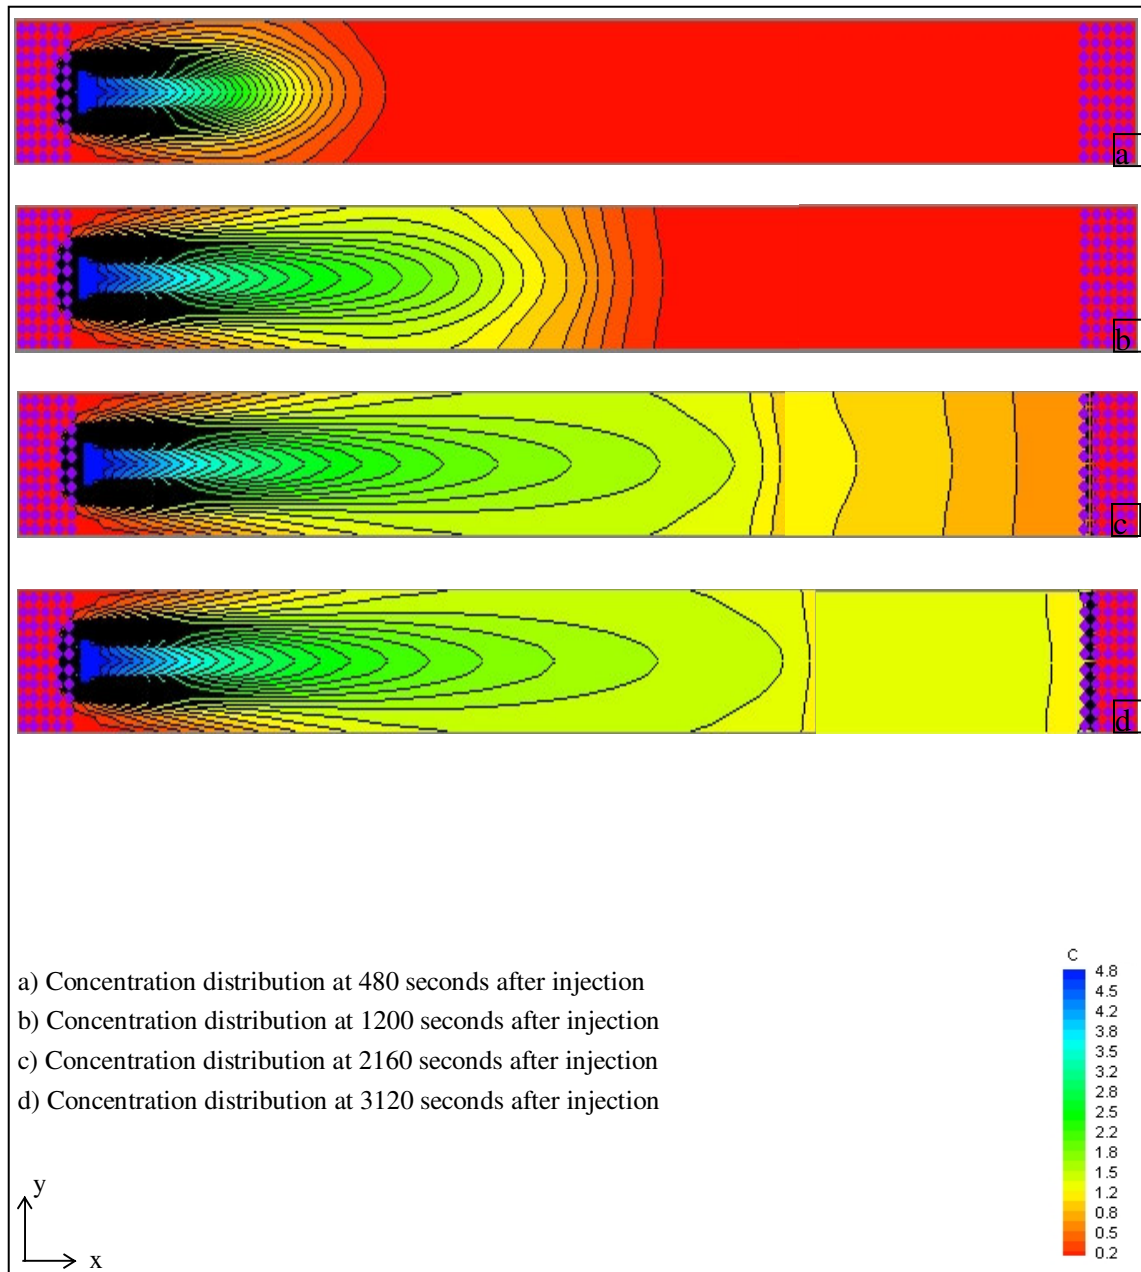 a
b
c
d
a) Concentration distribution at 480 seconds after injection
b) Concentration distribution at 1200 seconds after injection
c) Concentration distribution at 2160 seconds after injection
d) Concentration distribution at 3120 seconds after injection
C
4.8
4.5
4.2
3.8
3.5
3.2
2.8
2.5
2.2
1.8
1.5
1.2
0.8
0.5
0.2
y
x